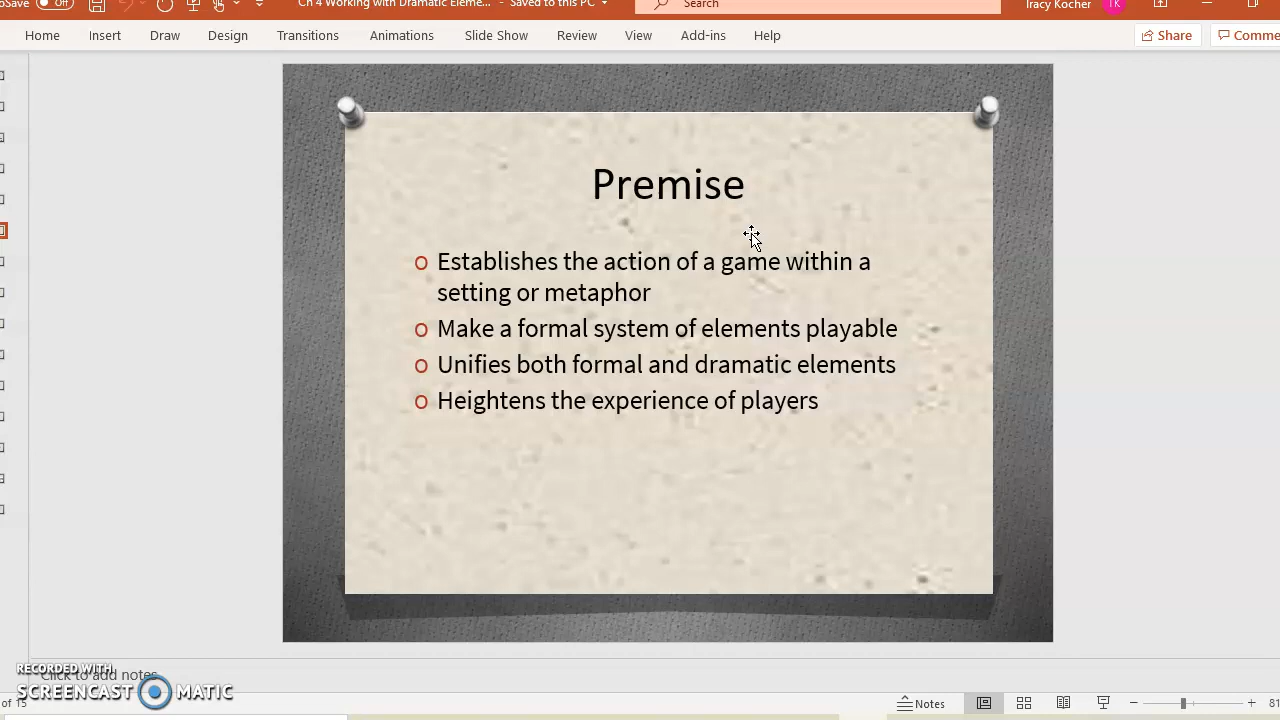 oSave Off Ch 4 Working with Dramatic Eleme... - Saved to this PC Search Tracy Kocher TK
Home Insert Draw Design Transitions Animations Slide Show Review View Add-ins Help Share Comme
Premise
o Establishes the action of a game within a
setting or metaphor
o Make a formal system of elements playable
o Unifies both formal and dramatic elements
o Heightens the experience of players
Click to add notes
RECORDED WITH
SCREENCAST MATIC
of 15 Notes 81